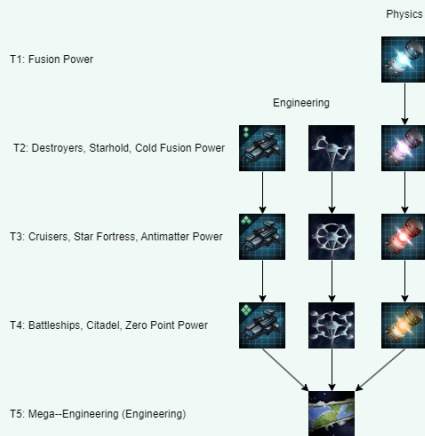 Physics
T1: Fusion Power
Engineering
T2: Destroyers, Starhold, Cold Fusion Power
T3: Cruisers, Star Fortress, Antimatter Power
T4: Battleships, Citadel, Zero Point Power
T5: Mega--Engineering (Engineering)